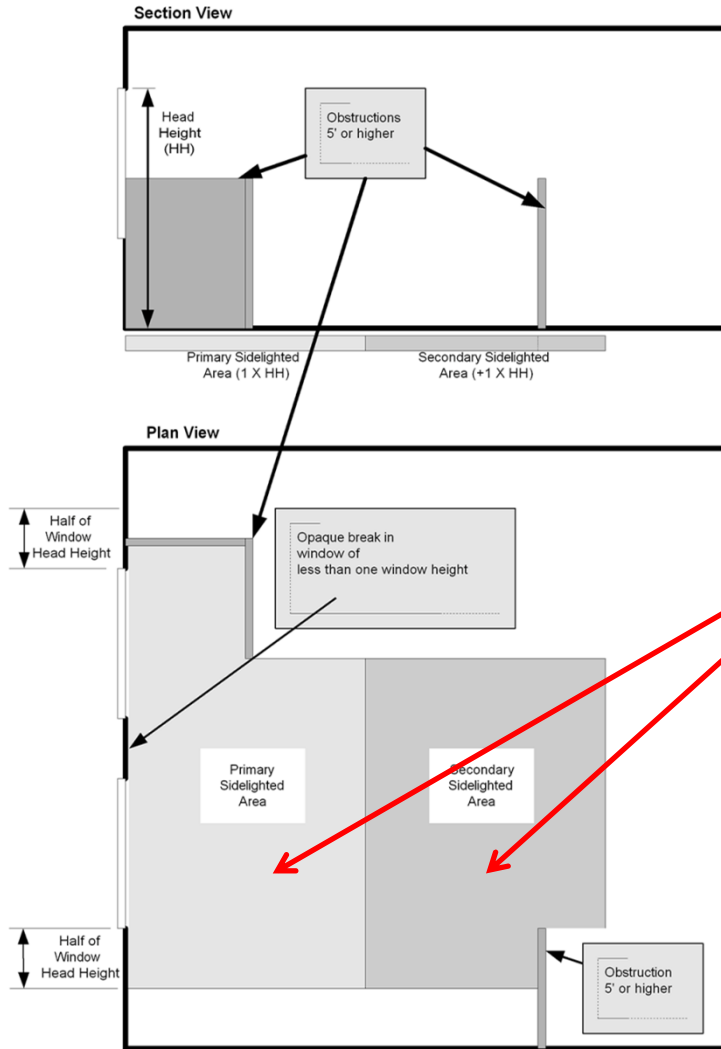 Section View
Head
Height
(HH)
Obstructions
5' or higher
Primary Sidelighted
Area (1 X HH)
Secondary Sidelighted
Area (+1 X HH)
Plan View
Half of
Window
Head Height
Opaque break in
window of
less than one window height
Primary
Sidelighted
Area
Secondary
Sidelighted
Area
Half of
Window
Head Height
Obstruction
5' or higher